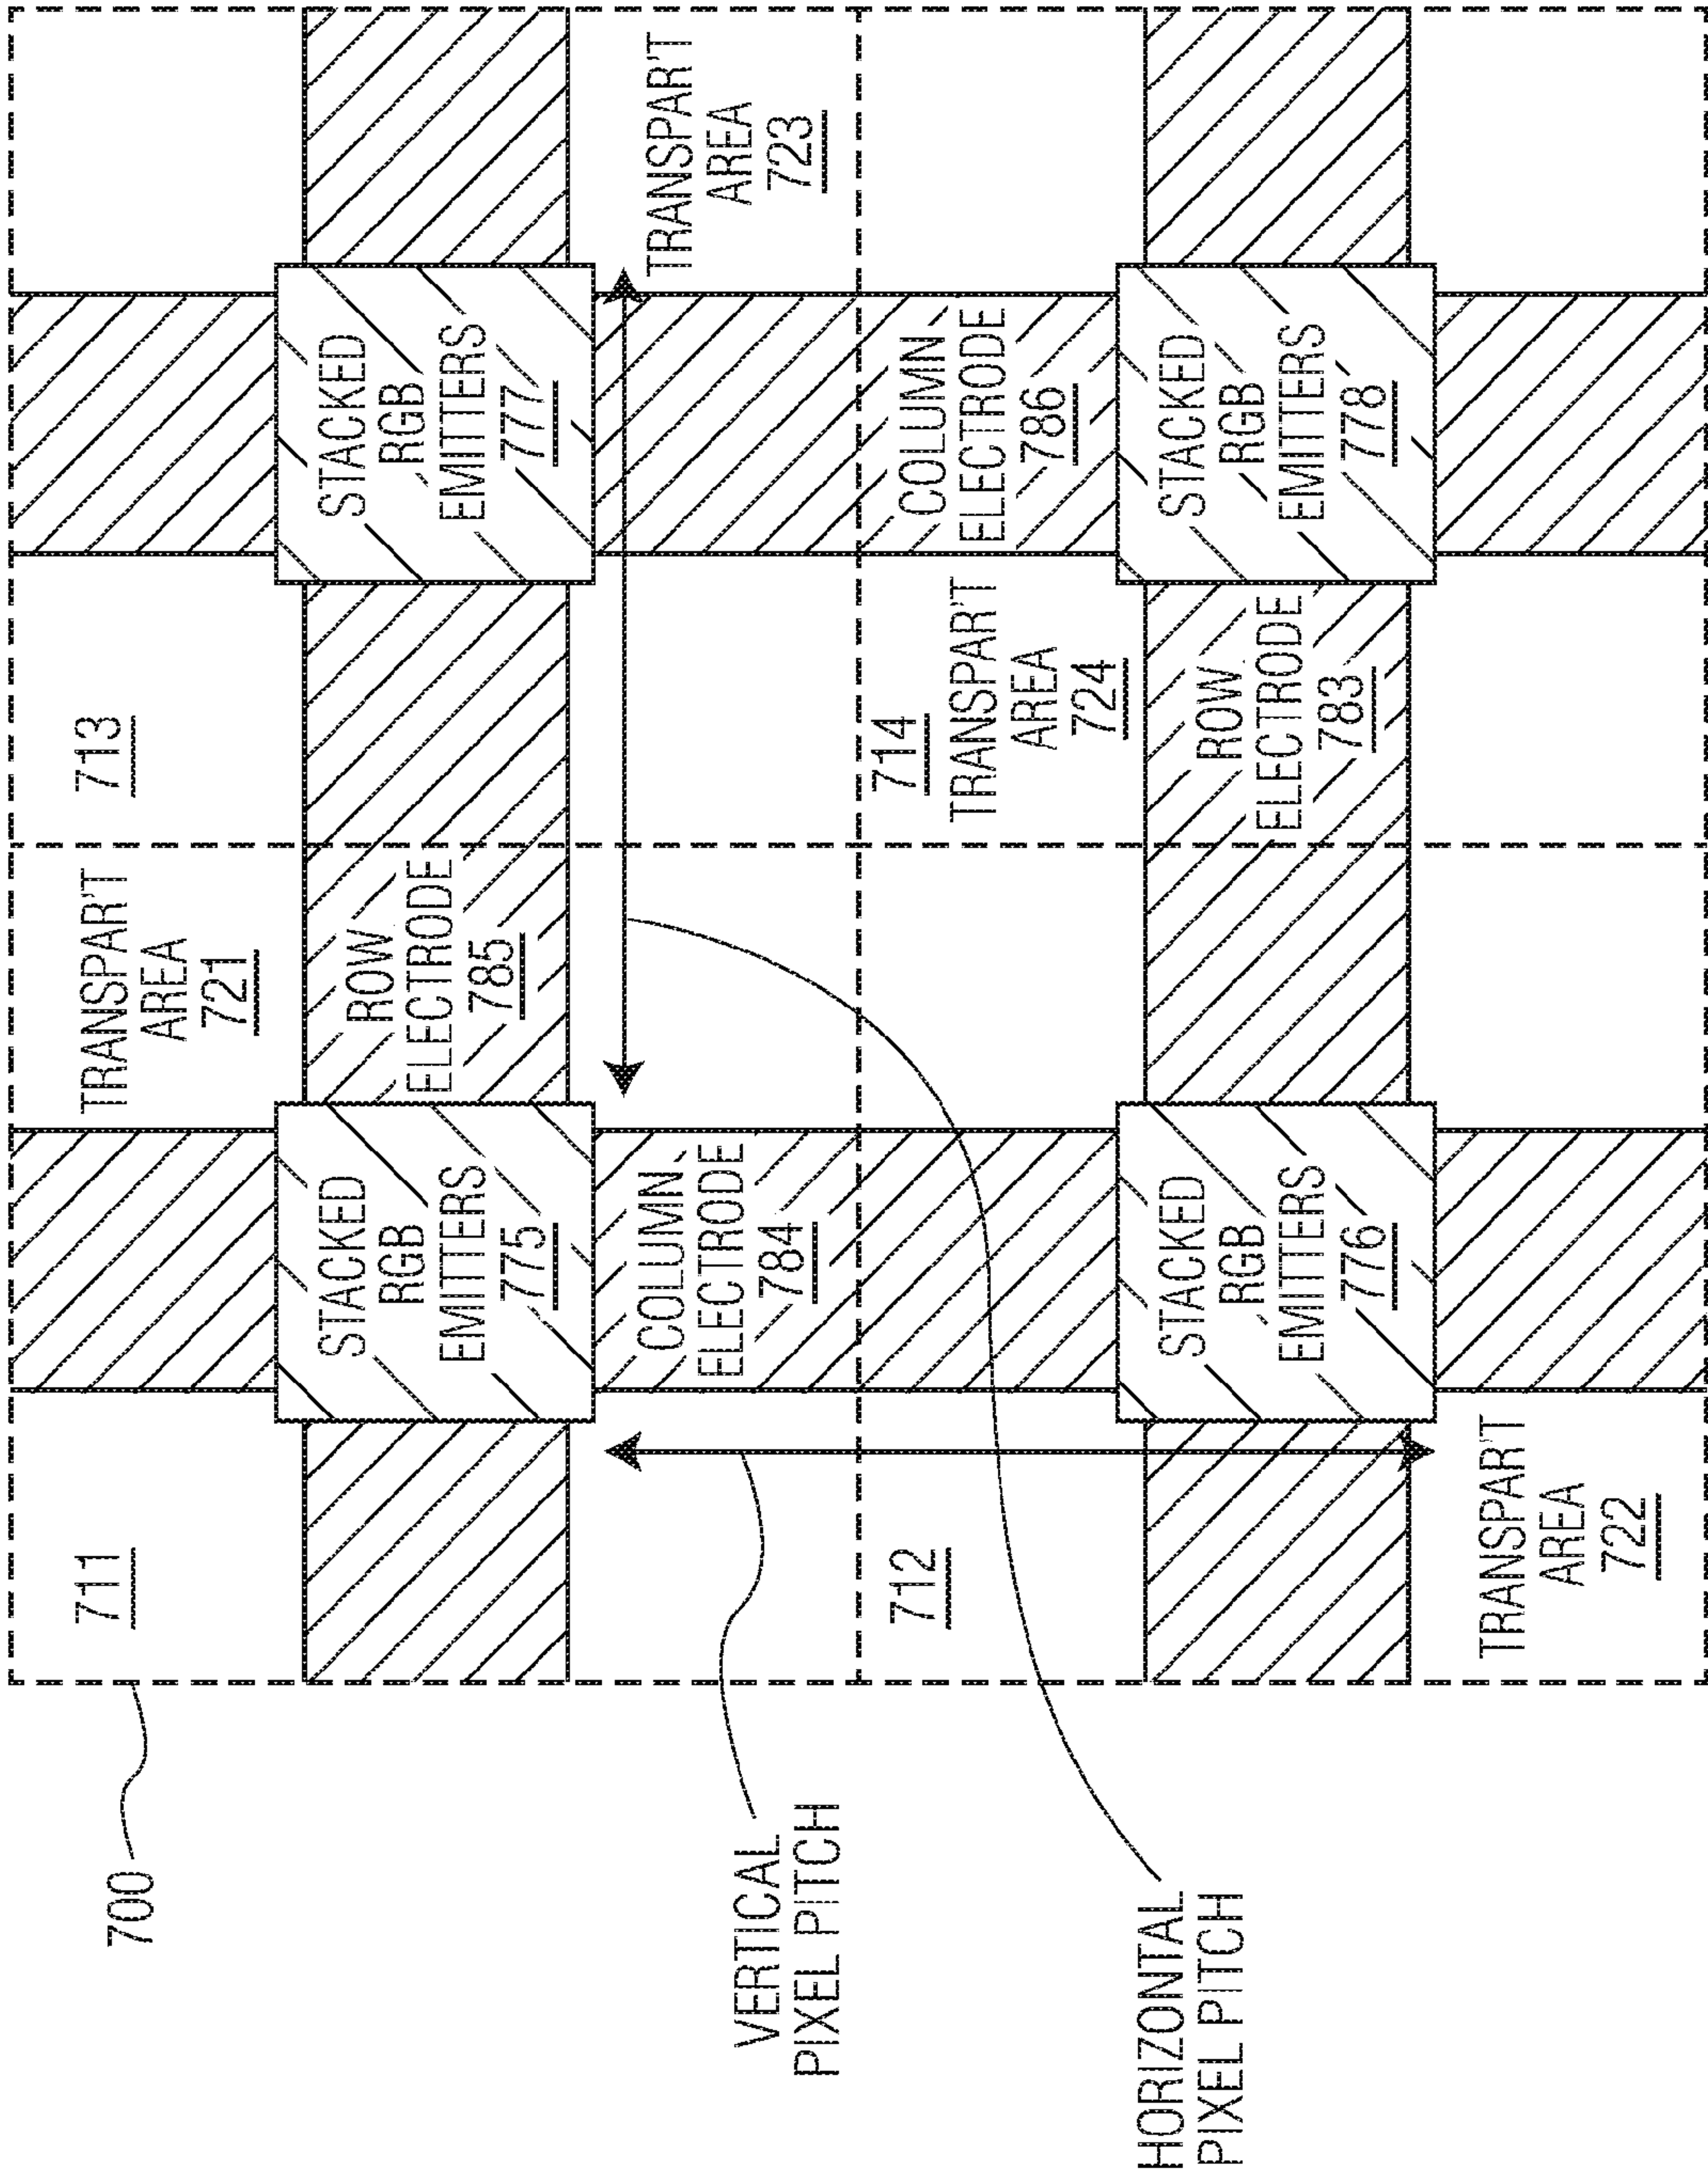 700
711
TRANSPAR'T
AREA
721
713
STACKED
RGB
EMITTERS
775
ROW
ELECTRODE
785
STACKED
RGB
EMITTERS
777
VERTICAL
PIXEL PITCH
COLUMN
ELECTRODE
784
TRANSPAR'T
AREA
723
712
714
TRANSPAR'T
AREA
724
COLUMN
ELECTRODE
786
HORIZONTAL
PIXEL PITCH
STACKED
RGB
EMITTERS
776
ROW
ELECTRODE
783
STACKED
RGB
EMITTERS
778
TRANSPAR'T
AREA
722